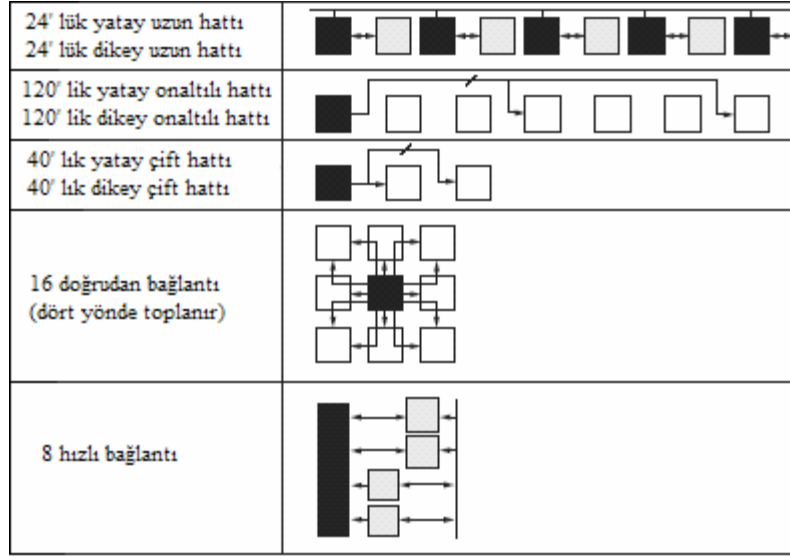 24' lük yatay uzun hattı
24' lük dikey uzun hattı
120' lik yatay onaltılı hattı
120' lik dikey onaltılı hattı
40' lık yatay çift hattı
40' lık dikey çift hattı
16 doğrudan bağlantı
(dört yönde toplanır)
8 hızlı bağlantı